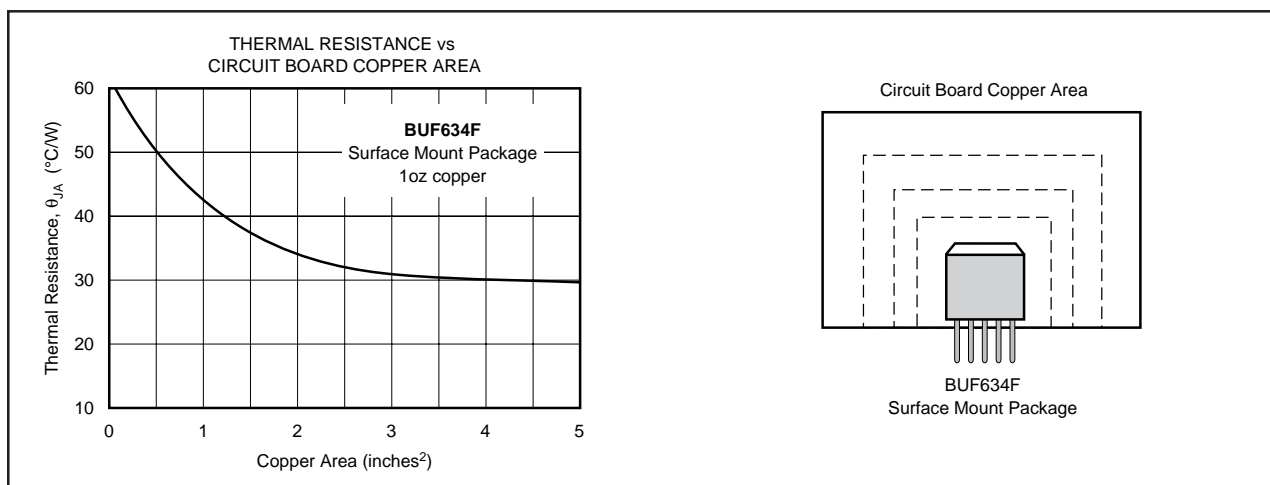 THERMAL RESISTANCE vs
CIRCUIT BOARD COPPER AREA
Thermal Resistance, θJA (°C/W)
60
50
40
30
20
10
BUF634F
Surface Mount Package
1oz copper
0 1 2 3 4 5
Copper Area (inches²)
Circuit Board Copper Area
BUF634F
Surface Mount Package